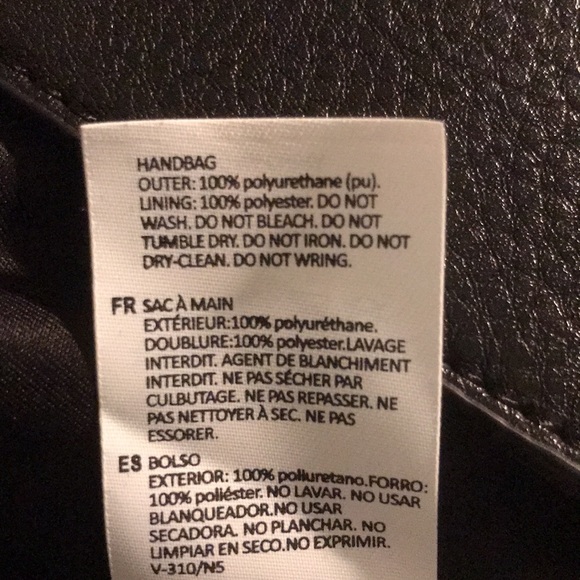 HANDBAG
OUTER: 100% polyurethane (pu).
LINING: 100% polyester. DO NOT
WASH. DO NOT BLEACH. DO NOT
TUMBLE DRY. DO NOT IRON. DO NOT
DRY-CLEAN. DO NOT WRING.
FR SAC À MAIN
EXTÉRIEUR:100% polyuréthane.
DOUBLURE:100% polyester.LAVAGE
INTERDIT. AGENT DE BLANCHIMENT
INTERDIT. NE PAS SÉCHER PAR
CULBUTAGE. NE PAS REPASSER. NE
PAS NETTOYER À SEC. NE PAS
ESSORER.
ES BOLSO
EXTERIOR: 100% poliuretano.FORRO:
100% poliéster. NO LAVAR. NO USAR
BLANQUEADOR.NO USAR
SECADORA. NO PLANCHAR. NO
LIMPIAR EN SECO.NO EXPRIMIR.
V-310/N5